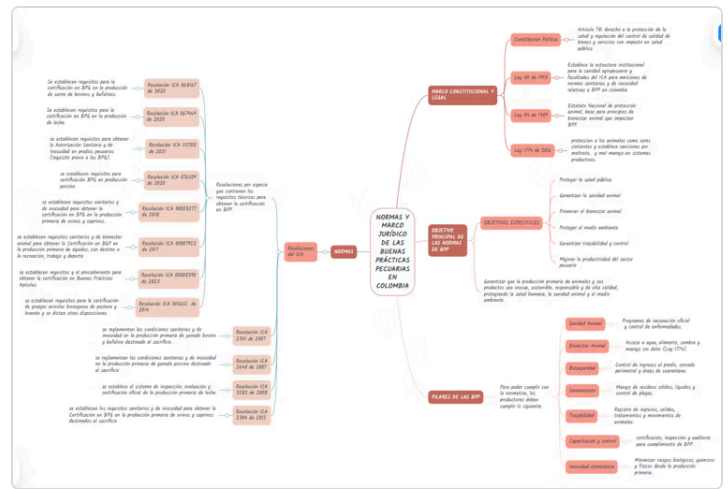 NORMAS Y
MARCO
JURÍDICO
DE LAS
BUENAS
PRÁCTICAS
PECUARIAS
EN
COLOMBIA
MARCO CONSTITUCIONAL Y
LEGAL
Constitución Política
Artículo 78: derecho a la protección de la
salud y regulación del control de calidad de
bienes y servicios con impacto en salud
pública
Ley 101 de 1993
Establece la estructura institucional
para la sanidad agropecuaria y
facultades del ICA para emisiones de
normas sanitarias y de inocuidad
relativas a BPP en colombia
Ley 84 de 1989
Estatuto Nacional de protección
animal, base para principios de
bienestar animal que impactan
BPP
Ley 1774 de 2016
proteccion a los animales como seres
sintientes y establece sanciones por
maltrato, y mal manejo en sistemas
productivos.
OBJETIVO
PRINCIPAL DE
LAS NORMAS
DE BPP
OBJETIVOS ESPECIFICOS
Proteger la salud pública
Garantizar la sanidad animal
Promover el bienestar animal
Proteger el medio ambiente
Garantizar trazabilidad y control
Mejorar la productividad del sector
pecuario
Garantizar que la producción primaria de animales y sus
productos sea inocua, sostenible, responsable y de alta calidad,
protegiendo la salud humana, la sanidad animal y el medio
ambiente.
PILARES DE LAS BPP
Para poder cumplir con
la normativa, los
productores deben
cumplir lo siguiente
Sanidad Animal
Programas de vacunación oficial
y control de enfermedades.
Bienestar Animal
Acceso a agua, alimento, sombra y
manejo sin dolor (Ley 1774)
Bioseguridad
Control de ingresos al predio, cercado
perimetral y áreas de cuarentena.
Saneamiento
Manejo de residuos sólidos, líquidos y
control de plagas.
Trazabilidad
Registro de ingresos, salidas,
tratamientos y movimientos de
animales.
Capacitación y control
certificación, inspección y auditoria
para cumplimiento de BPP.
Inocuidad alimentaria
Minimizar riesgos biológicos, químicos
y físicos desde la producción
primaria.
NORMAS
Resoluciones
del ICA
Resoluciones por especie
que contienen los
requisitos técnicos para
obtener la certificación
en BPP.
Resolución ICA 068167
de 2020
Se establecen requisitos para la
certificación en BPG en la producción
de carne de bovinos y bufalinos.
Resolución ICA 067449
de 2020
Se establecen requisitos para la
certificación en BPG en la producción
de leche.
Resolución ICA 115708
de 2021
se establecen requisitos para obtener
la Autorización Sanitaria y de
Inocuidad en predios pecuarios
(requisito previo a las BPG).
Resolución ICA 076509
de 2020
se establecen requisitos para
certificación BPG en producción
porcina
Resolución ICA 00020277
de 2018
se establecen requisitos sanitarios y
de inocuidad para obtener la
certificación en BPG en la producción
primaria de ovinos y caprinos.
Resolución ICA 0007953
de 2017
se establecen requisitos sanitarios y de bienestar
animal para obtener la Certificación en BGP en
la producción primaria de équidos, con destino a
la recreación, trabajo y deporte
Resolución ICA 00000390
de 2023
Se establecen requisitos y el procedimiento para
obtener la certificación en Buenas Prácticas
Apícolas.
Resolución ICA 003651 de
2014
Se establecen los requisitos para la certificación
de granjas avícolas bioseguras de postura y
levante y se dictan otras disposiciones
Resolución ICA
2341 de 2007
se reglamentan las condiciones sanitarias y de
inocuidad en la producción primaria de ganado bovino
y bufalino destinado al sacrificio
Resolución ICA
2640 de 2007
se reglamentan las condiciones sanitarias y de inocuidad
en la producción primaria de ganado porcino destinado
al sacrificio
Resolución ICA
3585 de 2008
se establece el sistema de inspección, evaluación y
certificación oficial de la producción primaria de leche
Resolución ICA
2304 de 2015
se establecen los requisitos sanitarios y de inocuidad para obtener la
Certificación en BPG en la producción primaria de ovinos y caprinos
destinados al sacrificio